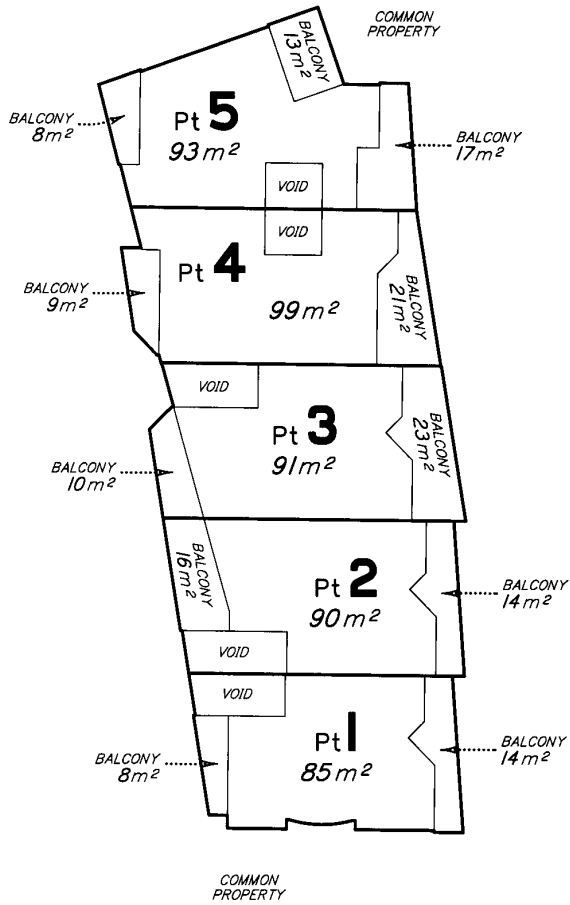 COMMON
PROPERTY
BALCONY
13m²
BALCONY
8m²
Pt 5
93m²
BALCONY
17m²
VOID
VOID
Pt 4
99m²
BALCONY
9m²
BALCONY
21m²
VOID
Pt 3
91m²
BALCONY
10m²
BALCONY
23m²
BALCONY
16m²
Pt 2
90m²
BALCONY
14m²
VOID
VOID
Pt 1
85m²
BALCONY
8m²
BALCONY
14m²
COMMON
PROPERTY